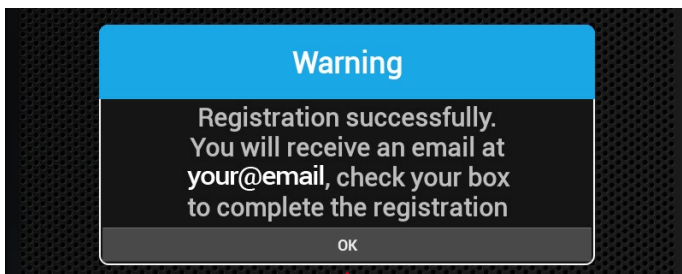 Warning
Registration successfully.
You will receive an email at
your@email, check your box
to complete the registration
OK